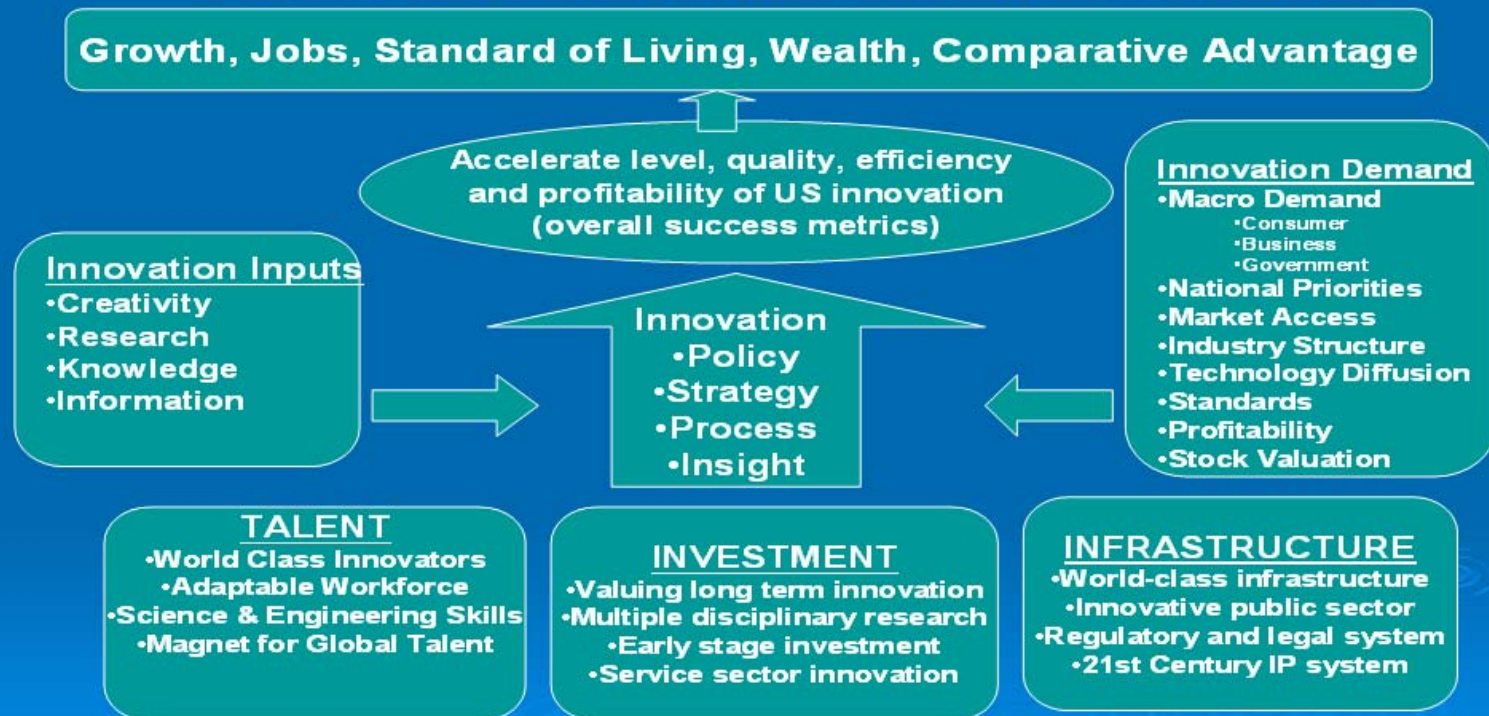 Growth, Jobs, Standard of Living, Wealth, Comparative Advantage
Accelerate level, quality, efficiency
and profitability of US innovation
(overall success metrics)
Innovation Inputs
•Creativity
•Research
•Knowledge
•Information
Innovation
•Policy
•Strategy
•Process
•Insight
Innovation Demand
•Macro Demand
•Consumer
•Business
•Government
•National Priorities
•Market Access
•Industry Structure
•Technology Diffusion
•Standards
•Profitability
•Stock Valuation
TALENT
•World Class Innovators
•Adaptable Workforce
•Science & Engineering Skills
•Magnet for Global Talent
INVESTMENT
•Valuing long term innovation
•Multiple disciplinary research
•Early stage investment
•Service sector innovation
INFRASTRUCTURE
•World-class infrastructure
•Innovative public sector
•Regulatory and legal system
•21st Century IP system